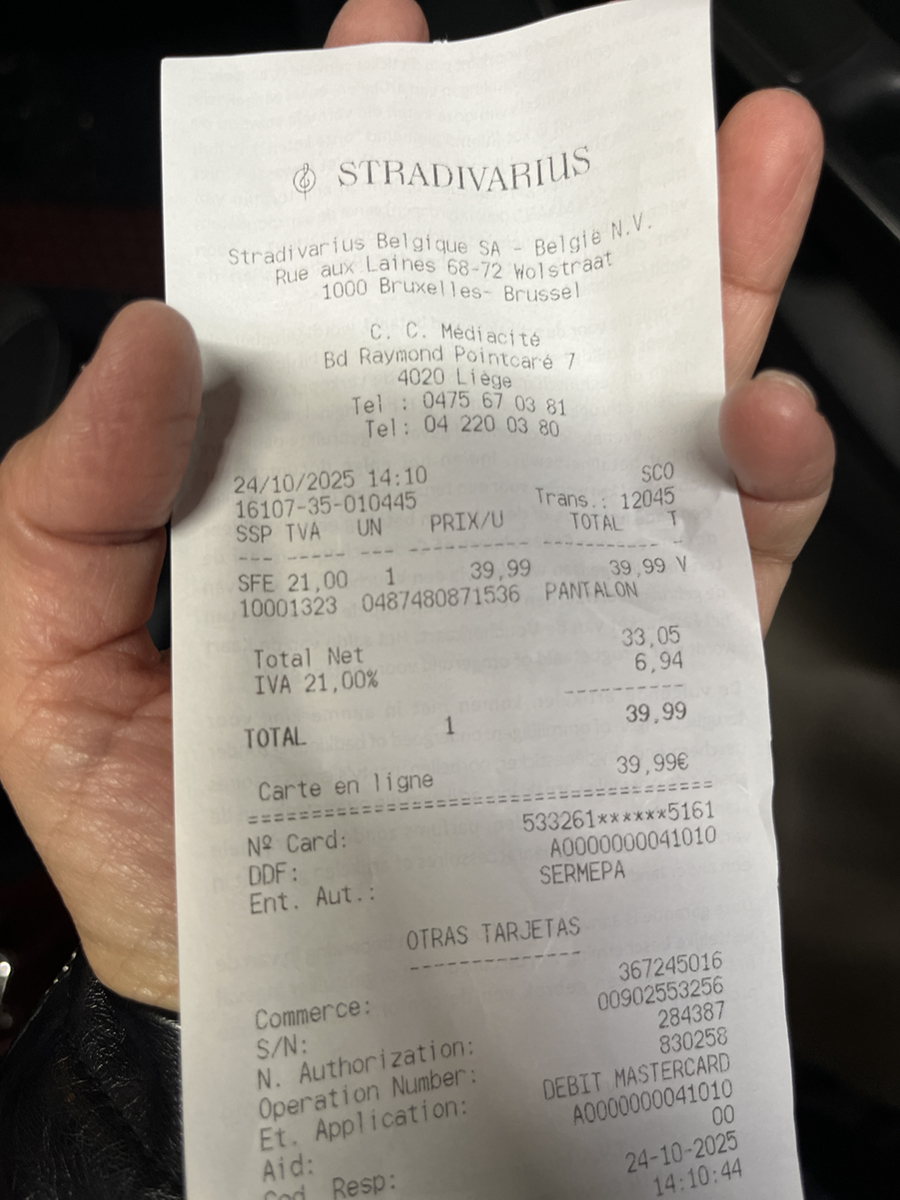 STRADIVARIUS
Stradivarius Belgique SA - België N.V.
Rue aux Laines 68-72 Wolstraat
1000 Bruxelles- Brussel
C. C. Médiacité
Bd Raymond Pointcaré 7
4020 Liège
Tel : 0475 67 03 81
Tel: 04 220 03 80
24/10/2025 14:10 SCO
16107-35-010445 Trans.: 12045
SSP TVA UN PRIX/U TOTAL T
--- ----- --- ---------- ---------- -
SFE 21,00 1 39,99 39,99 V
10001323 0487480871536 PANTALON
Total Net 33,05
IVA 21,00% 6,94
----------
TOTAL 1 39,99
Carte en ligne 39,99€
========================================
Nº Card: 533261******5161
DDF: A0000000041010
Ent. Aut.: SERMEPA
OTRAS TARJETAS
--------------
Commerce: 367245016
S/N: 00902553256
N. Authorization: 284387
Operation Number: 830258
Et. Application: DEBIT MASTERCARD
Aid: A0000000041010
Cod. Resp: 00
24-10-2025
14:10:44